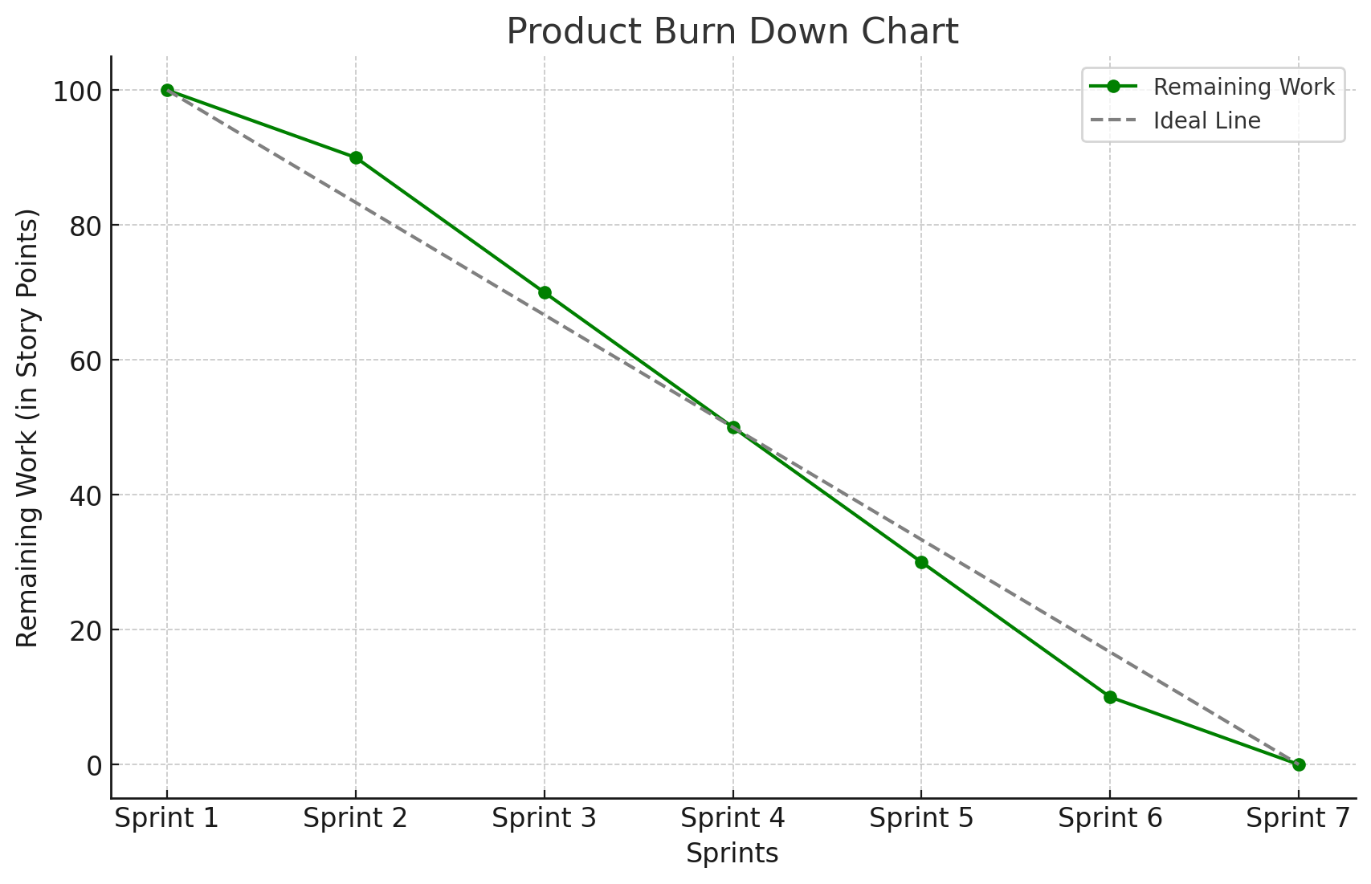 Product Burn Down Chart
Remaining Work
Ideal Line
Remaining Work (in Story Points)
100
80
60
40
20
0
Sprint 1 Sprint 2 Sprint 3 Sprint 4 Sprint 5 Sprint 6 Sprint 7
Sprints